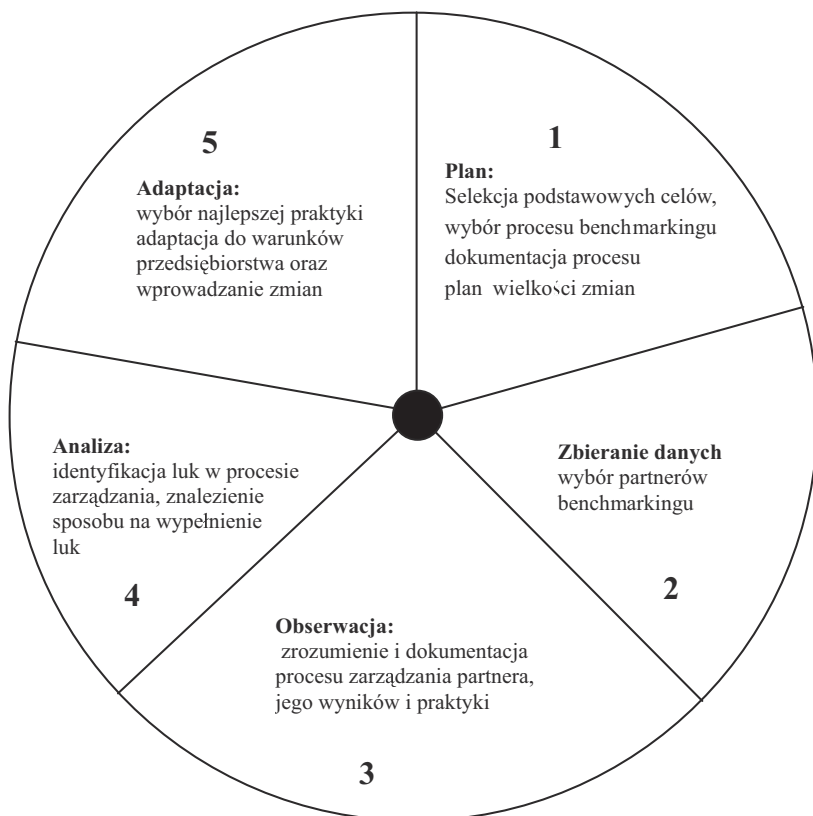 1
Plan:
Selekcja podstawowych celów,
wybór procesu benchmarkingu
dokumentacja procesu
plan wielkości zmian
Zbieranie danych
wybór partnerów
benchmarkingu
2
Obserwacja:
zrozumienie i dokumentacja
procesu zarządzania partnera,
jego wyników i praktyki
3
Analiza:
identyfikacja luk w procesie
zarządzania, znalezienie
sposobu na wypełnienie
luk
4
5
Adaptacja:
wybór najlepszej praktyki
adaptacja do warunków
przedsiębiorstwa oraz
wprowadzanie zmian